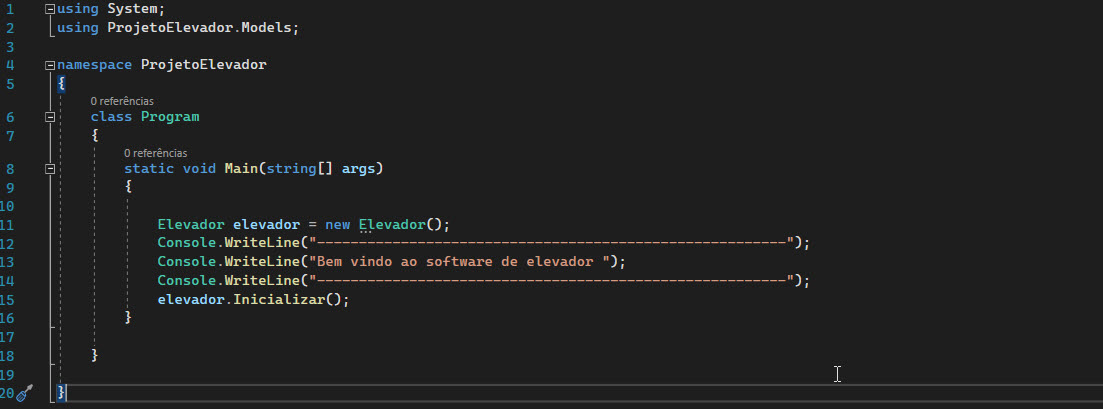 1 using System;
2 using ProjetoElevador.Models;
3
4 namespace ProjetoElevador
5 {
0 referências
6 class Program
7 {
0 referências
8 static void Main(string[] args)
9 {
10
11 Elevador elevador = new Elevador();
12 Console.WriteLine("--------------------------------------------------------");
13 Console.WriteLine("Bem vindo ao software de elevador ");
14 Console.WriteLine("--------------------------------------------------------");
15 elevador.Inicializar();
16 }
17
18 }
19
20 }